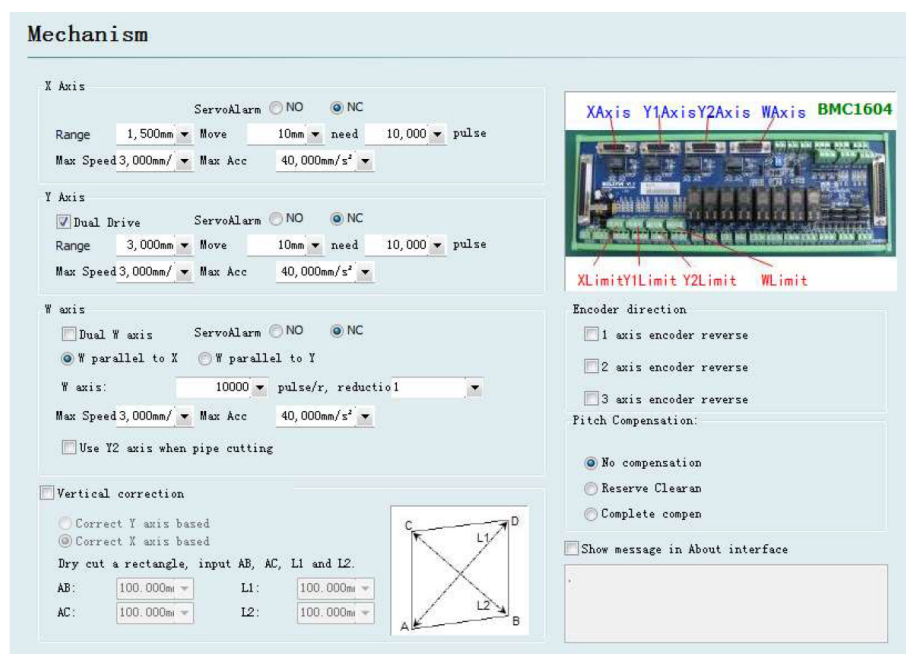 Mechanism
X Axis
ServoAlarm NO NC
Range 1,500mm Move 10mm need 10,000 pulse
Max Speed 3,000mm/ Max Acc 40,000mm/s²
Y Axis
Dual Drive ServoAlarm NO NC
Range 3,000mm Move 10mm need 10,000 pulse
Max Speed 3,000mm/ Max Acc 40,000mm/s²
W axis
Dual W axis ServoAlarm NO NC
W parallel to X W parallel to Y
W axis: 10000 pulse/r, reductio 1
Max Speed 3,000mm/ Max Acc 40,000mm/s²
Use Y2 axis when pipe cutting
Vertical correction
Correct Y axis based
Correct X axis based
Dry cut a rectangle, input AB, AC, L1 and L2.
AB: 100.000m L1: 100.000m
AC: 100.000m L2: 100.000m
C D
L1
L2
A B
XAxis Y1Axis Y2Axis WAxis BMC1604
XLimit Y1Limit Y2Limit WLimit
Encoder direction
1 axis encoder reverse
2 axis encoder reverse
3 axis encoder reverse
Pitch Compensation:
No compensation
Reserve Clearan
Complete compen
Show message in About interface